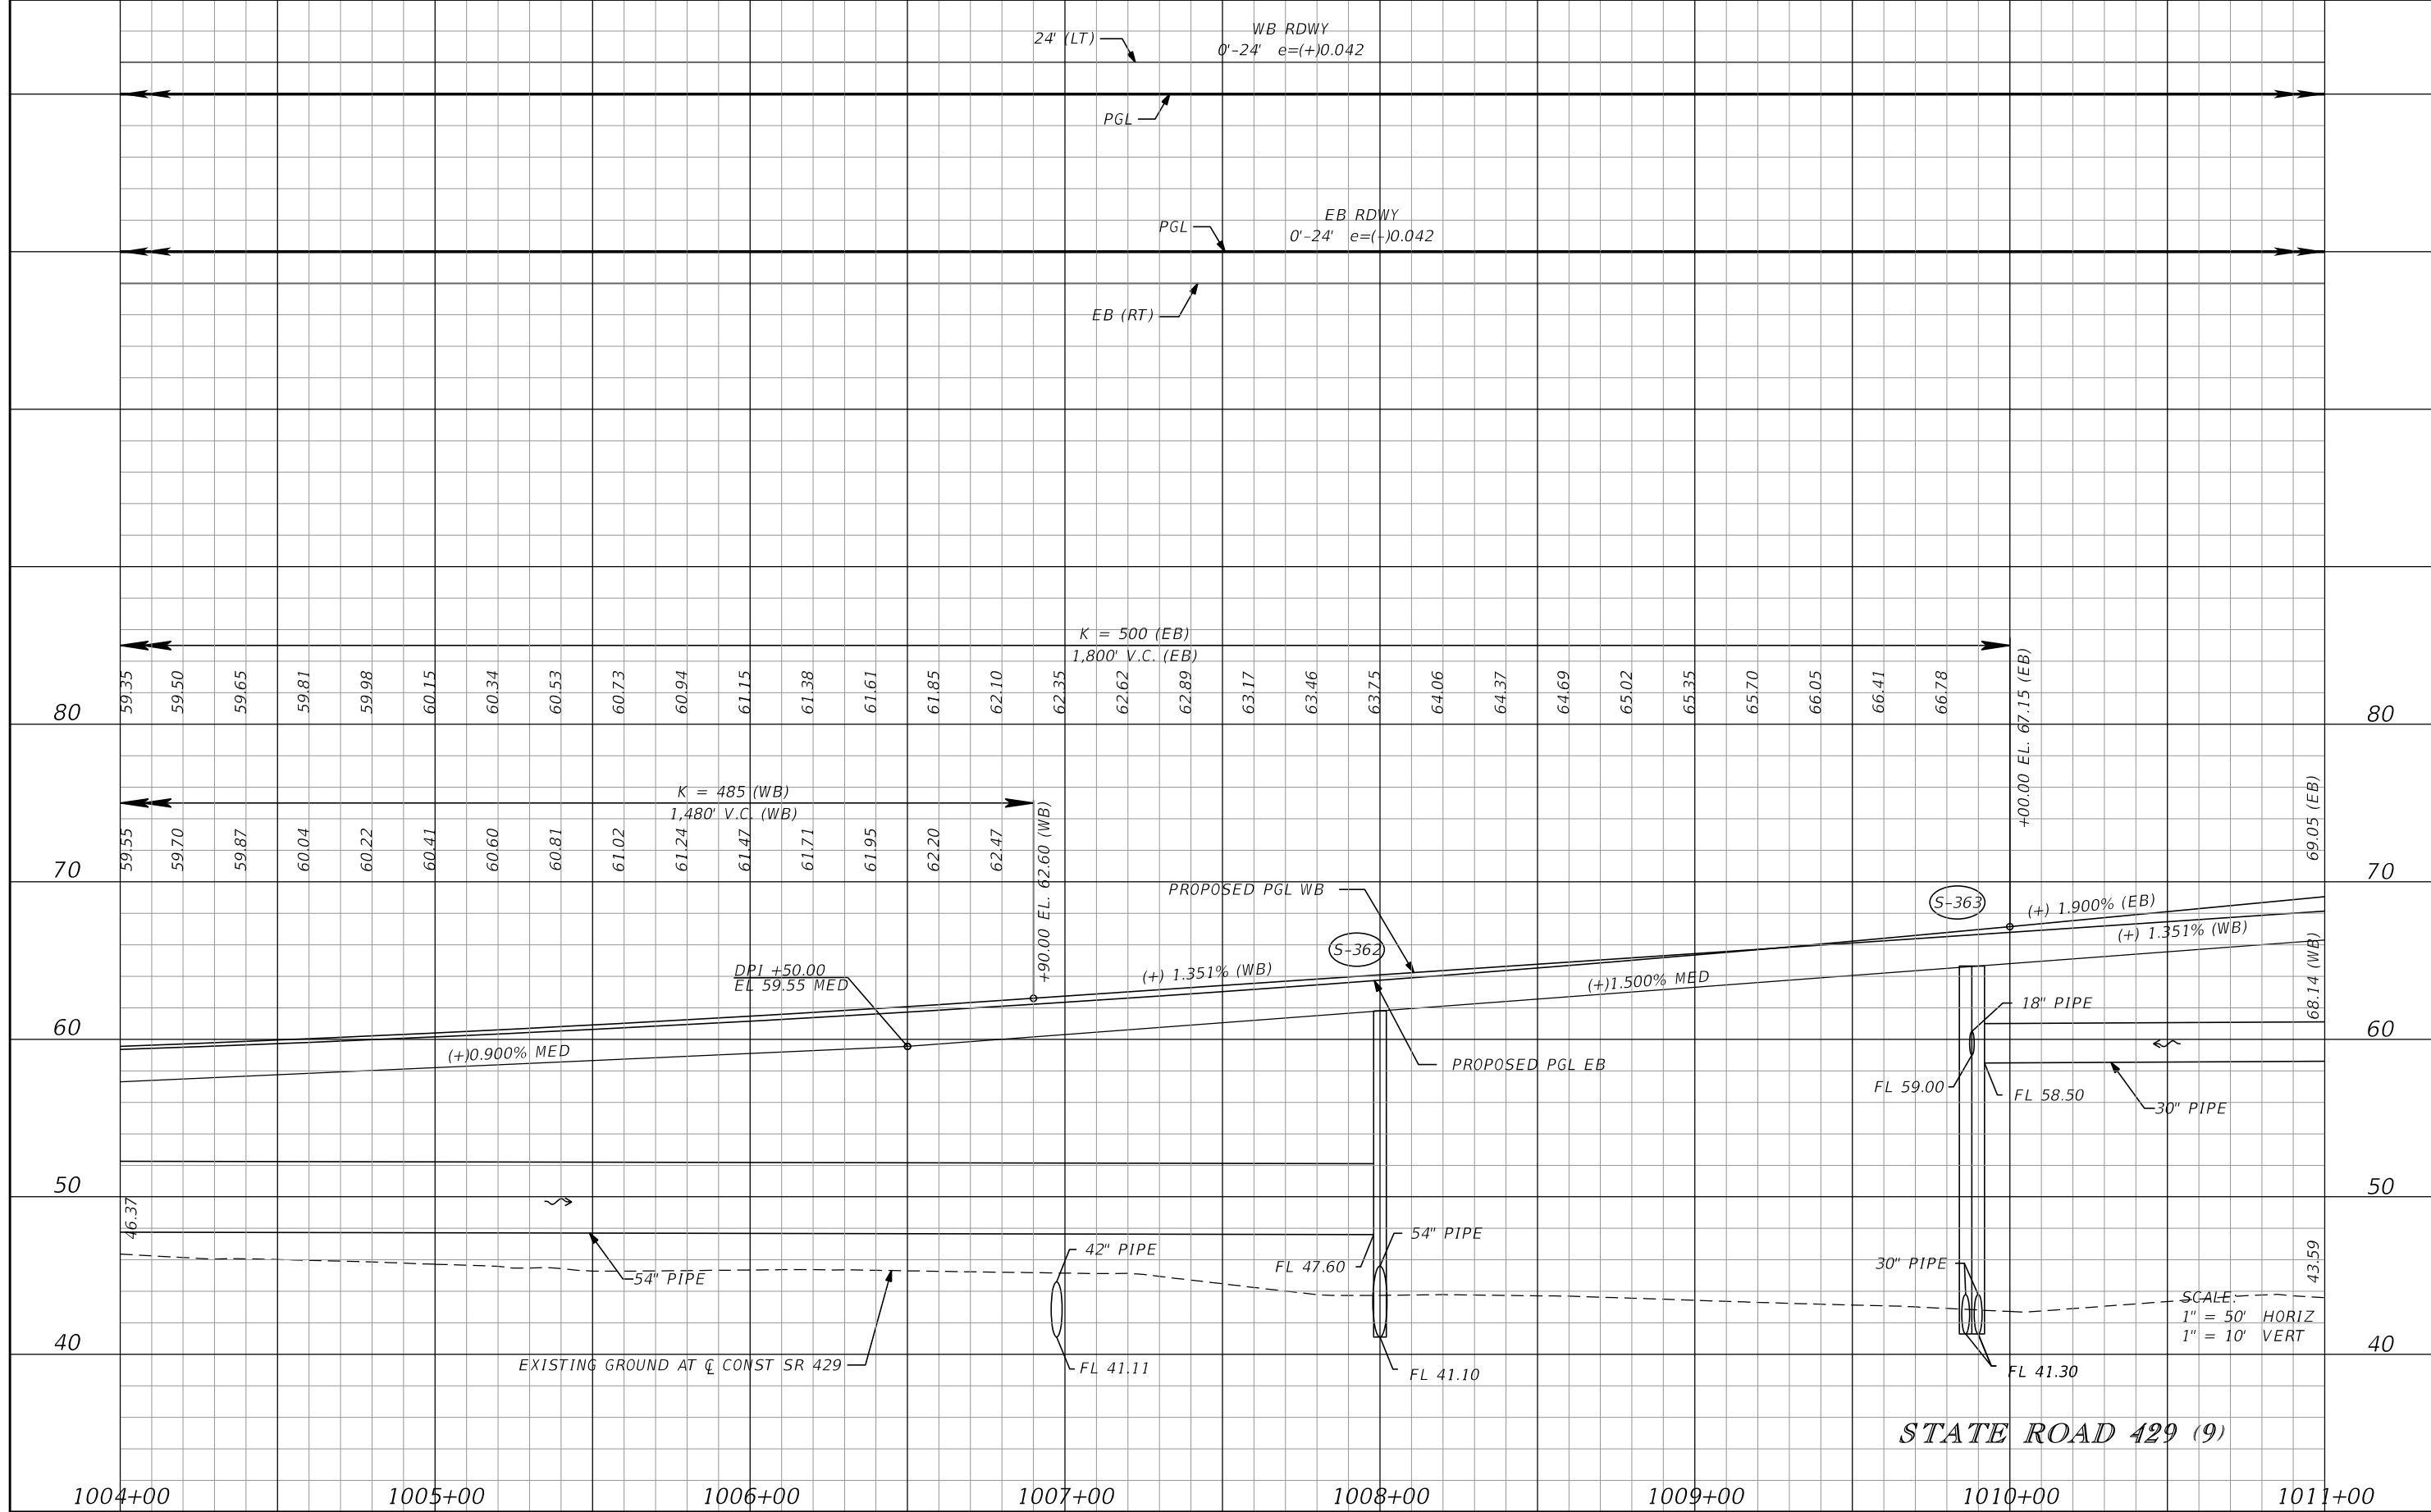 24' (LT)
WB RDWY
0'-24' e=(+)0.042
PGL
PGL
EB RDWY
0'-24' e=(-)0.042
EB (RT)
K = 500 (EB)
1,800' V.C. (EB)
59.35 59.50 59.65 59.81 59.98 60.15 60.34 60.53 60.73 60.94 61.15 61.38 61.61 61.85 62.10 62.35 62.62 62.89 63.17 63.46 63.75 64.06 64.37 64.69 65.02 65.35 65.70 66.05 66.41 66.78
+00.00 EL. 67.15 (EB)
69.05 (EB)
80 80
K = 485 (WB)
1,480' V.C. (WB)
59.55 59.70 59.87 60.04 60.22 60.41 60.60 60.81 61.02 61.24 61.47 61.71 61.95 62.20 62.47
+90.00 EL. 62.60 (WB)
70 70
PROPOSED PGL WB
S-363
(+) 1.900% (EB)
(+) 1.351% (WB)
S-362
DPI +50.00
EL 59.55 MED
(+) 1.351% (WB)
(+)1.500% MED
68.14 (WB)
18" PIPE
60 60
(+)0.900% MED
PROPOSED PGL EB
FL 59.00
FL 58.50
30" PIPE
50 50
46.37
54" PIPE
42" PIPE
54" PIPE
FL 47.60
30" PIPE
43.59
SCALE:
1" = 50' HORIZ
1" = 10' VERT
40 40
EXISTING GROUND AT ℄ CONST SR 429
FL 41.11
FL 41.10
FL 41.30
STATE ROAD 429 (9)
1004+00 1005+00 1006+00 1007+00 1008+00 1009+00 1010+00 1011+00